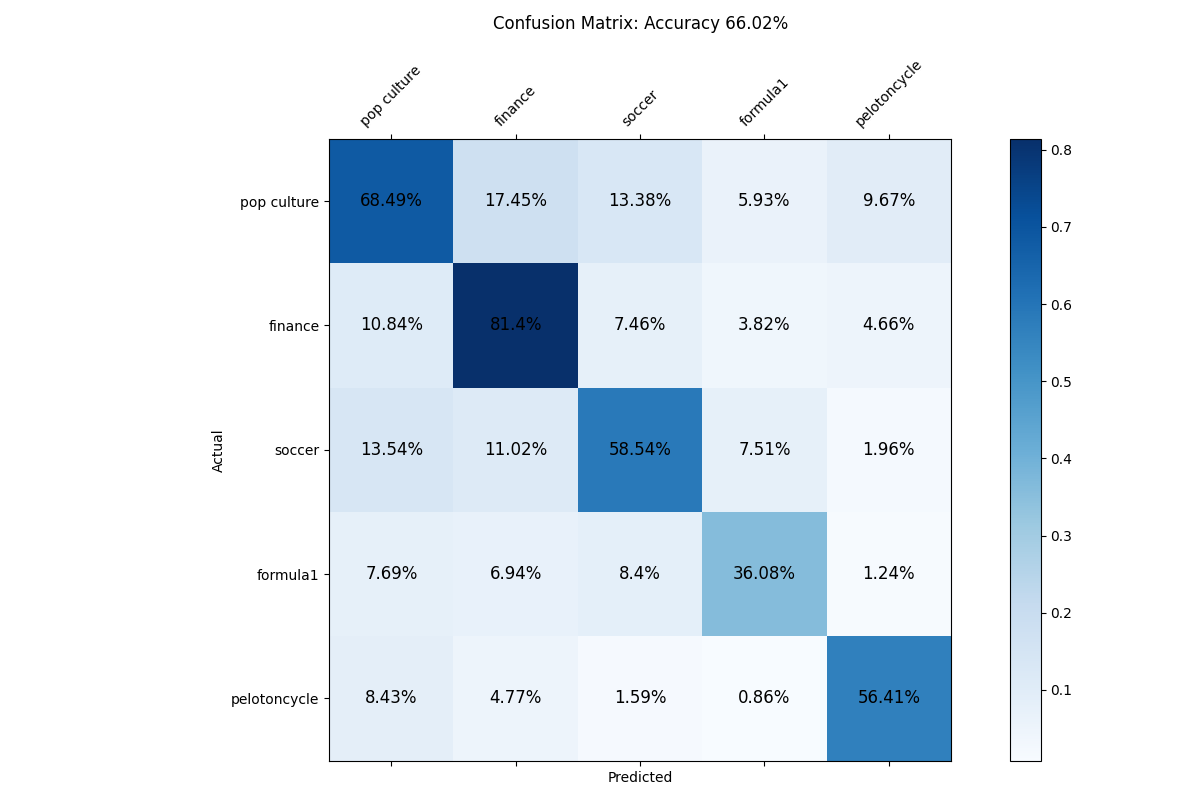 Confusion Matrix: Accuracy 66.02%
pop culture finance soccer formula1 pelotoncycle
pop culture 68.49% 17.45% 13.38% 5.93% 9.67%
finance 10.84% 81.4% 7.46% 3.82% 4.66%
soccer 13.54% 11.02% 58.54% 7.51% 1.96%
formula1 7.69% 6.94% 8.4% 36.08% 1.24%
pelotoncycle 8.43% 4.77% 1.59% 0.86% 56.41%
Actual
Predicted
0.8
0.7
0.6
0.5
0.4
0.3
0.2
0.1